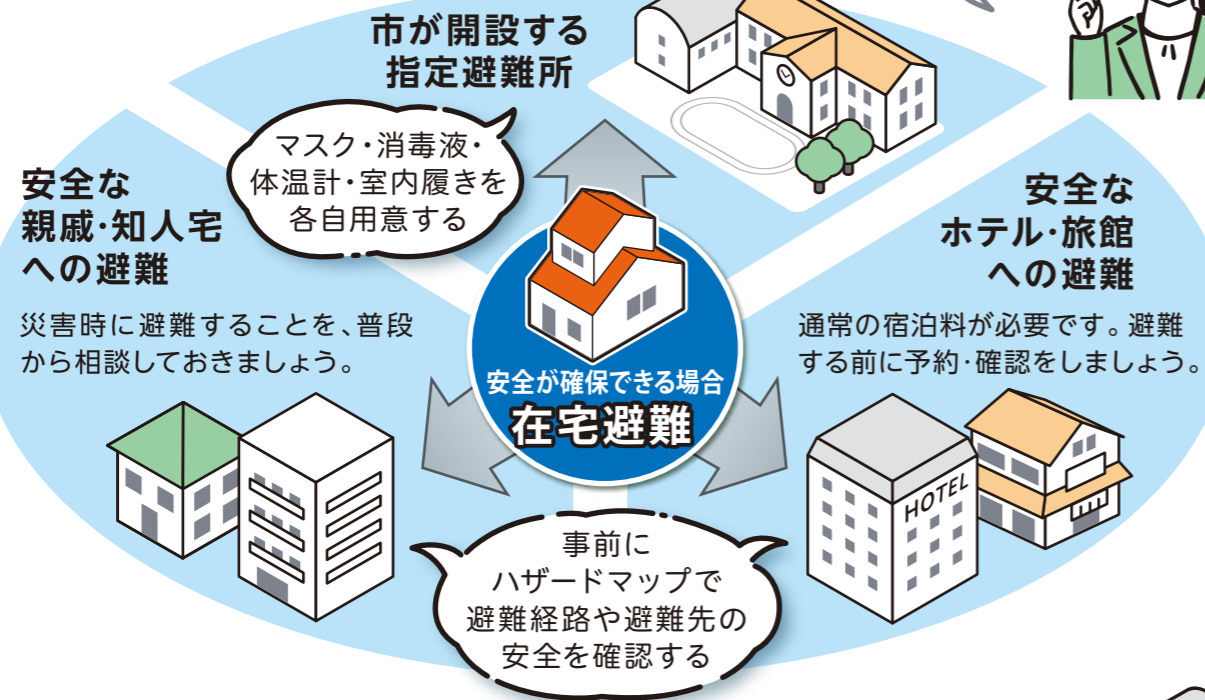 市が開設する
指定避難所
マスク・消毒液・
体温計・室内履きを
各自用意する
安全な
親戚・知人宅
への避難
災害時に避難することを、普段
から相談しておきましょう。
安全な
ホテル・旅館
への避難
通常の宿泊料が必要です。避難
する前に予約・確認をしましょう。
安全が確保できる場合
在宅避難
HOTEL
事前に
ハザードマップで
避難経路や避難先の
安全を確認する